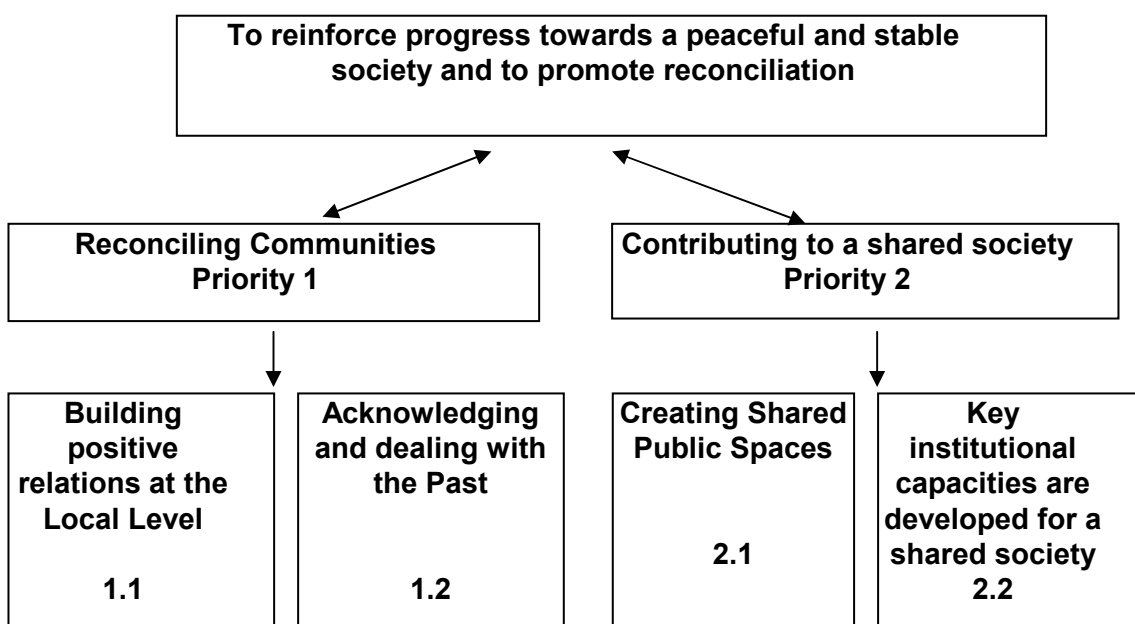 To reinforce progress towards a peaceful and stable
society and to promote reconciliation
Reconciling Communities
Priority 1
Contributing to a shared society
Priority 2
Building
positive
relations at the
Local Level
1.1
Acknowledging
and dealing with
the Past
1.2
Creating Shared
Public Spaces
2.1
Key
institutional
capacities are
developed for a
shared society
2.2